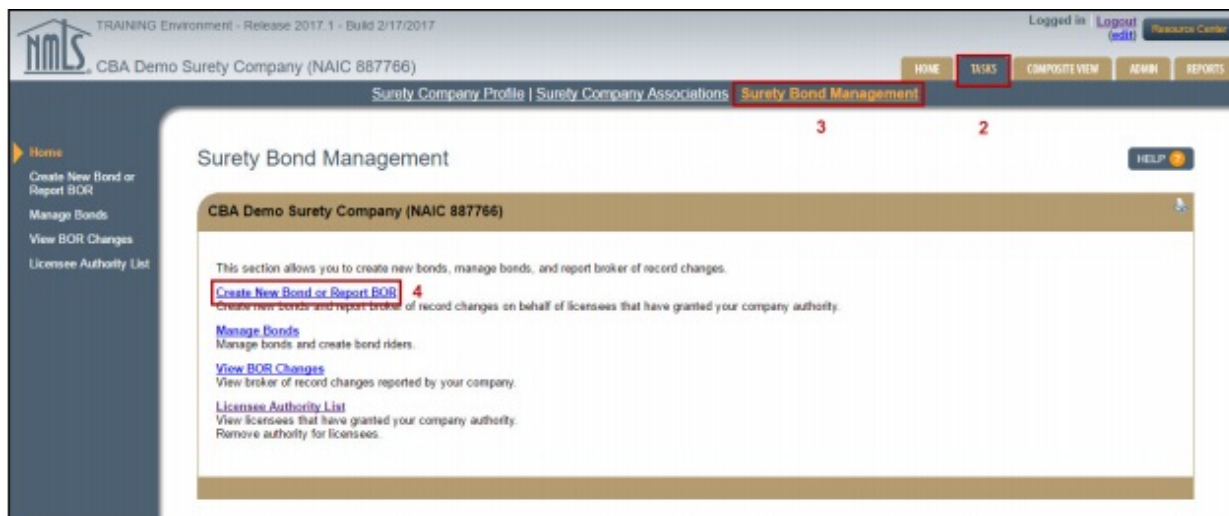 TRAINING Environment - Release 2017.1 - Build 2/17/2017
Logged in | Logout
(edit)
Resource Center
NMLS
CBA Demo Surety Company (NAIC 887766)
HOME TASKS COMPOSITE VIEW ADMIN REPORTS
Surety Company Profile | Surety Company Associations | Surety Bond Management
3 2
Home
Create New Bond or
Report BOR
Manage Bonds
View BOR Changes
Licensee Authority List
Surety Bond Management
HELP ?
CBA Demo Surety Company (NAIC 887766)
This section allows you to create new bonds, manage bonds, and report broker of record changes.
Create New Bond or Report BOR 4
Create new bonds and report broker of record changes on behalf of licensees that have granted your company authority.
Manage Bonds
Manage bonds and create bond riders.
View BOR Changes
View broker of record changes reported by your company.
Licensee Authority List
View licensees that have granted your company authority.
Remove authority for licensees.